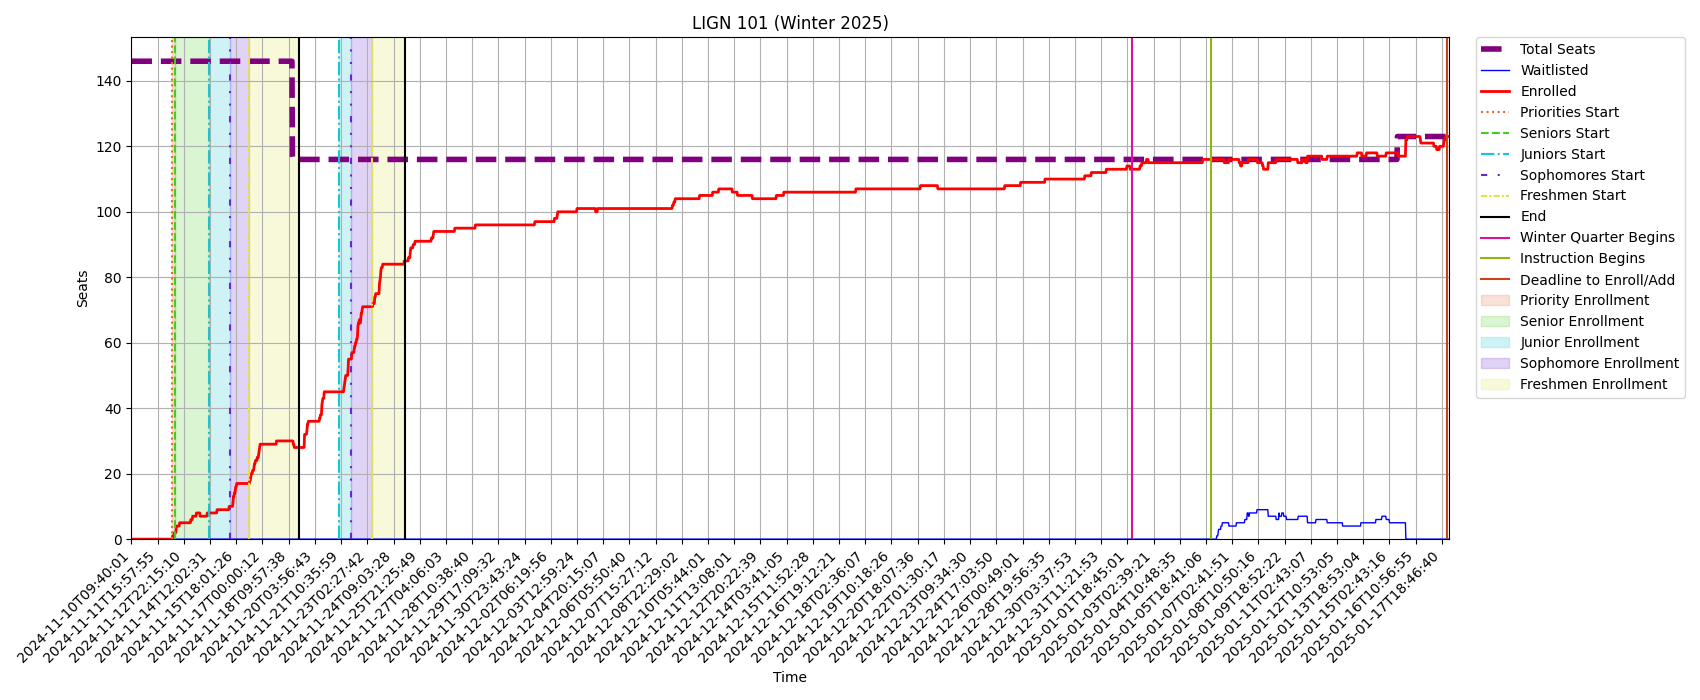 LIGN 101 (Winter 2025)
Seats
140
120
100
80
60
40
20
0
2024-11-10T09:40:01
2024-11-11T15:57:55
2024-11-12T22:15:10
2024-11-14T12:02:31
2024-11-15T18:01:26
2024-11-17T00:00:12
2024-11-18T09:57:38
2024-11-20T03:56:43
2024-11-21T10:35:59
2024-11-23T02:27:42
2024-11-24T09:03:28
2024-11-25T21:25:49
2024-11-27T04:06:03
2024-11-28T10:38:40
2024-11-29T17:09:32
2024-11-30T23:43:24
2024-12-02T06:19:56
2024-12-03T12:59:24
2024-12-04T20:15:07
2024-12-06T05:50:40
2024-12-07T15:27:12
2024-12-08T22:29:02
2024-12-10T05:44:01
2024-12-11T13:08:01
2024-12-12T20:22:39
2024-12-14T03:41:05
2024-12-15T11:52:28
2024-12-16T19:12:21
2024-12-18T02:36:07
2024-12-19T10:18:26
2024-12-20T18:07:36
2024-12-22T01:30:17
2024-12-23T09:34:30
2024-12-24T17:03:50
2024-12-26T00:49:01
2024-12-28T19:56:35
2024-12-30T03:37:53
2024-12-31T11:21:53
2025-01-01T18:45:01
2025-01-03T02:39:21
2025-01-04T10:48:35
2025-01-05T18:41:06
2025-01-07T02:41:51
2025-01-08T10:50:16
2025-01-09T18:52:22
2025-01-11T02:43:07
2025-01-12T10:53:05
2025-01-13T18:53:04
2025-01-15T02:43:16
2025-01-16T10:56:55
2025-01-17T18:46:40
Time
Total Seats
Waitlisted
Enrolled
Priorities Start
Seniors Start
Juniors Start
Sophomores Start
Freshmen Start
End
Winter Quarter Begins
Instruction Begins
Deadline to Enroll/Add
Priority Enrollment
Senior Enrollment
Junior Enrollment
Sophomore Enrollment
Freshmen Enrollment